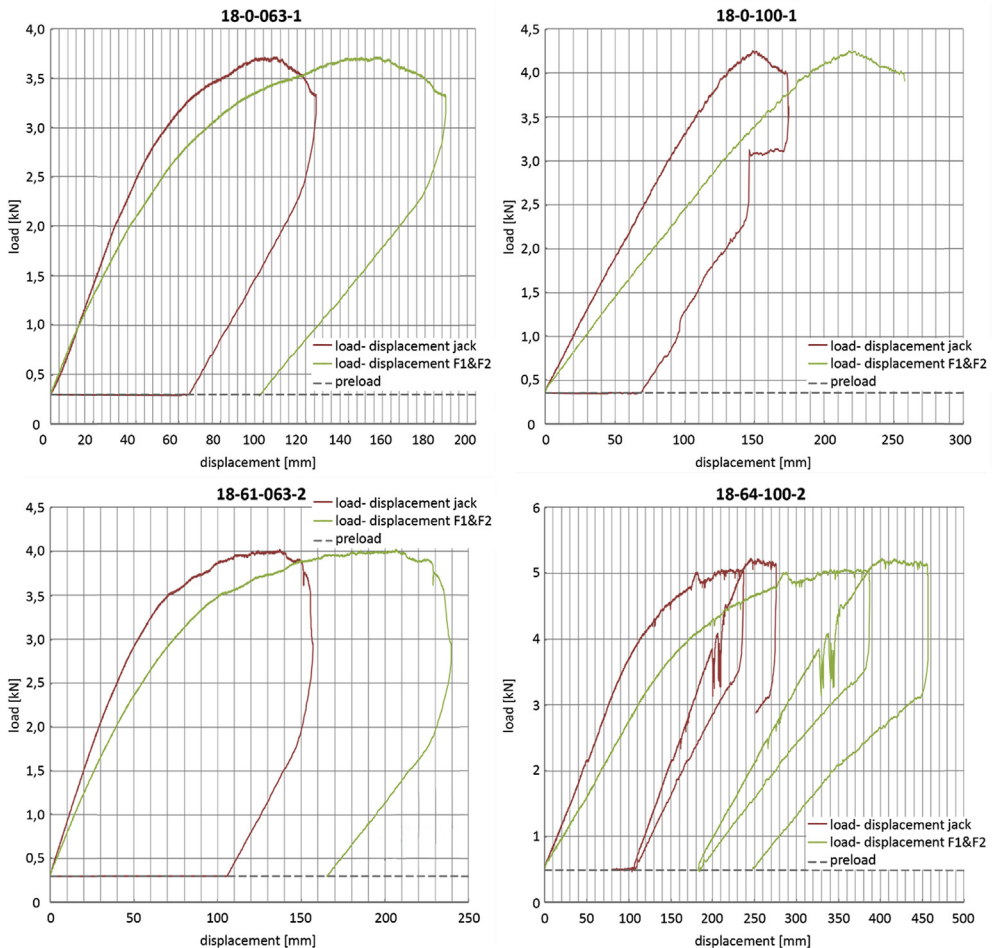 18-0-063-1
4,0
3,5
3,0
2,5
2,0
1,5
1,0
0,5
0
load [kN]
load- displacement jack
load- displacement F1&F2
preload
0 20 40 60 80 100 120 140 160 180 200
displacement [mm]
18-0-100-1
4,5
4,0
3,5
3,0
2,5
2,0
1,5
1,0
0,5
0
load [kN]
load- displacement jack
load- displacement F1&F2
preload
0 50 100 150 200 250 300
displacement [mm]
18-61-063-2
load- displacement jack
load- displacement F1&F2
preload
4,5
4,0
3,5
3,0
2,5
2,0
1,5
1,0
0,5
0
load [kN]
0 50 100 150 200 250
displacement [mm]
18-64-100-2
6
5
4
3
2
1
0
load [kN]
load- displacement jack
load- displacement F1&F2
preload
0 50 100 150 200 250 300 350 400 450 500
displacement [mm]